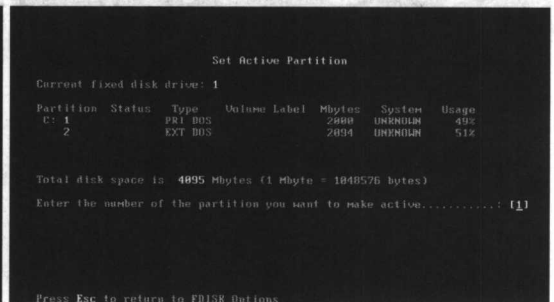 Set Active Partition
Current fixed disk drive: 1
Partition Status Type Volume Label Mbytes System Usage
C: 1 PRI DOS 2000 UNKNOWN 49%
2 EXT DOS 2094 UNKNOWN 51%
Total disk space is 4095 Mbytes (1 Mbyte = 1048576 bytes)
Enter the number of the partition you want to make active...........: [1]
Press Esc to return to FDISK Options